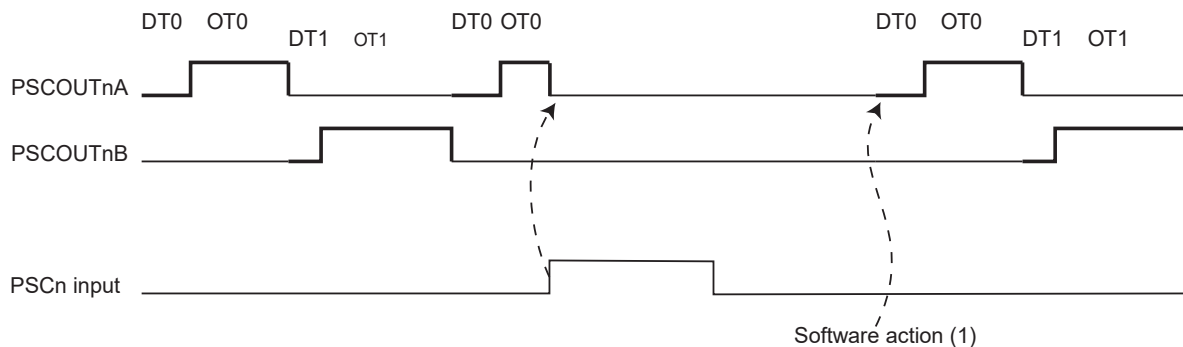 DT0 OT0 DT1 OT1 DT0 OT0 DT0 OT0 DT1 OT1
PSCOUTnA
PSCOUTnB
PSCn input
Software action (1)